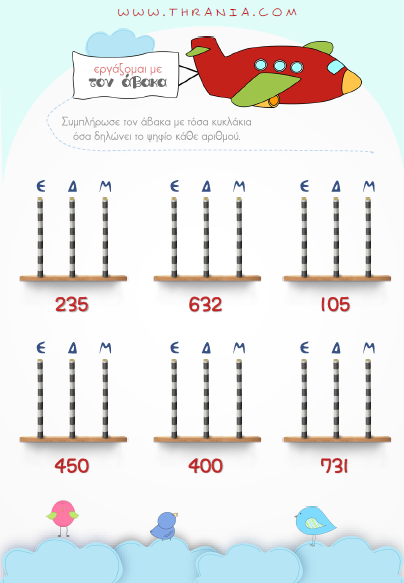 WWW.THRANIA.COM
εργάζομαι με
τον άβακα
Συμπλήρωσε τον άβακα με τόσα κυκλάκια
όσα δηλώνει το ψηφίο κάθε αριθμού.
Ε Δ Μ Ε Δ Μ Ε Δ Μ
235 632 105
Ε Δ Μ Ε Δ Μ Ε Δ Μ
450 400 731